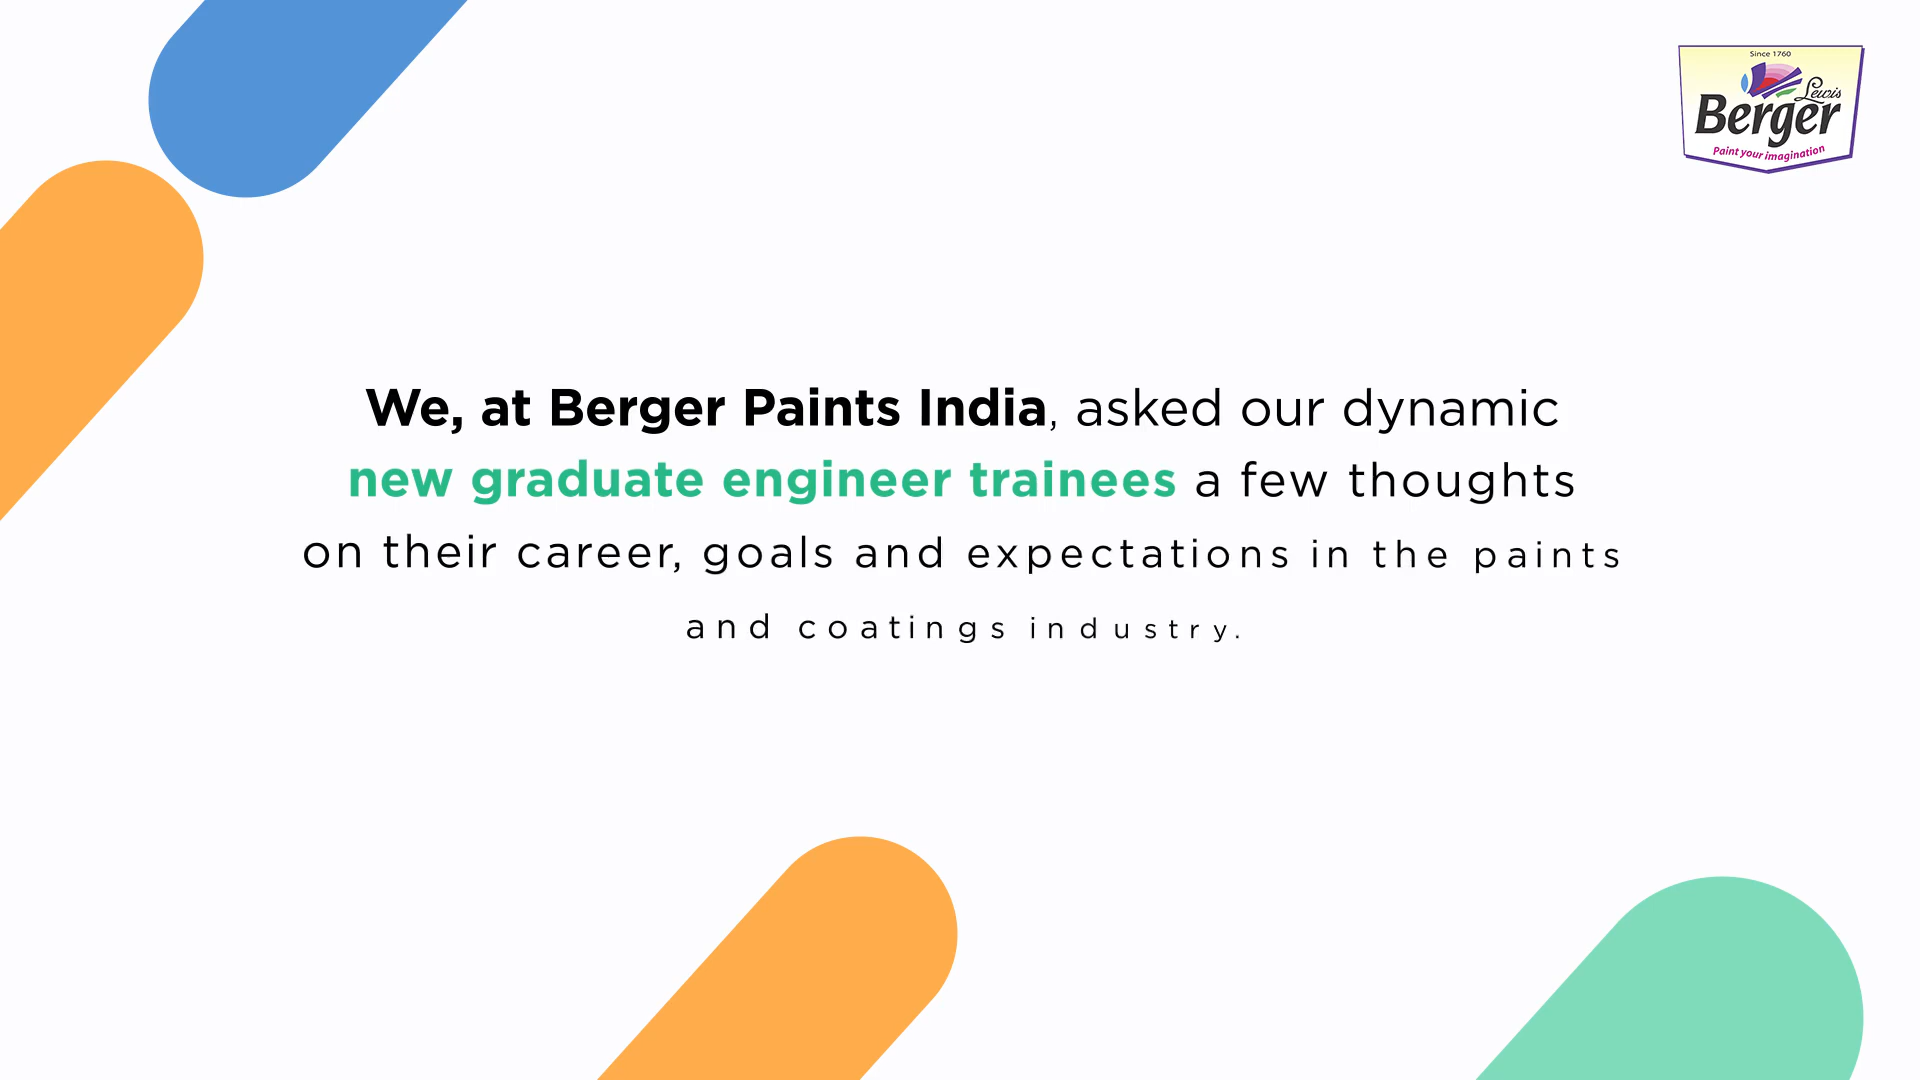 Since 1760
Lewis
Berger
Paint your imagination
We, at Berger Paints India, asked our dynamic
new graduate engineer trainees a few thoughts
on their career, goals and expectations in the paints
and coatings industry.